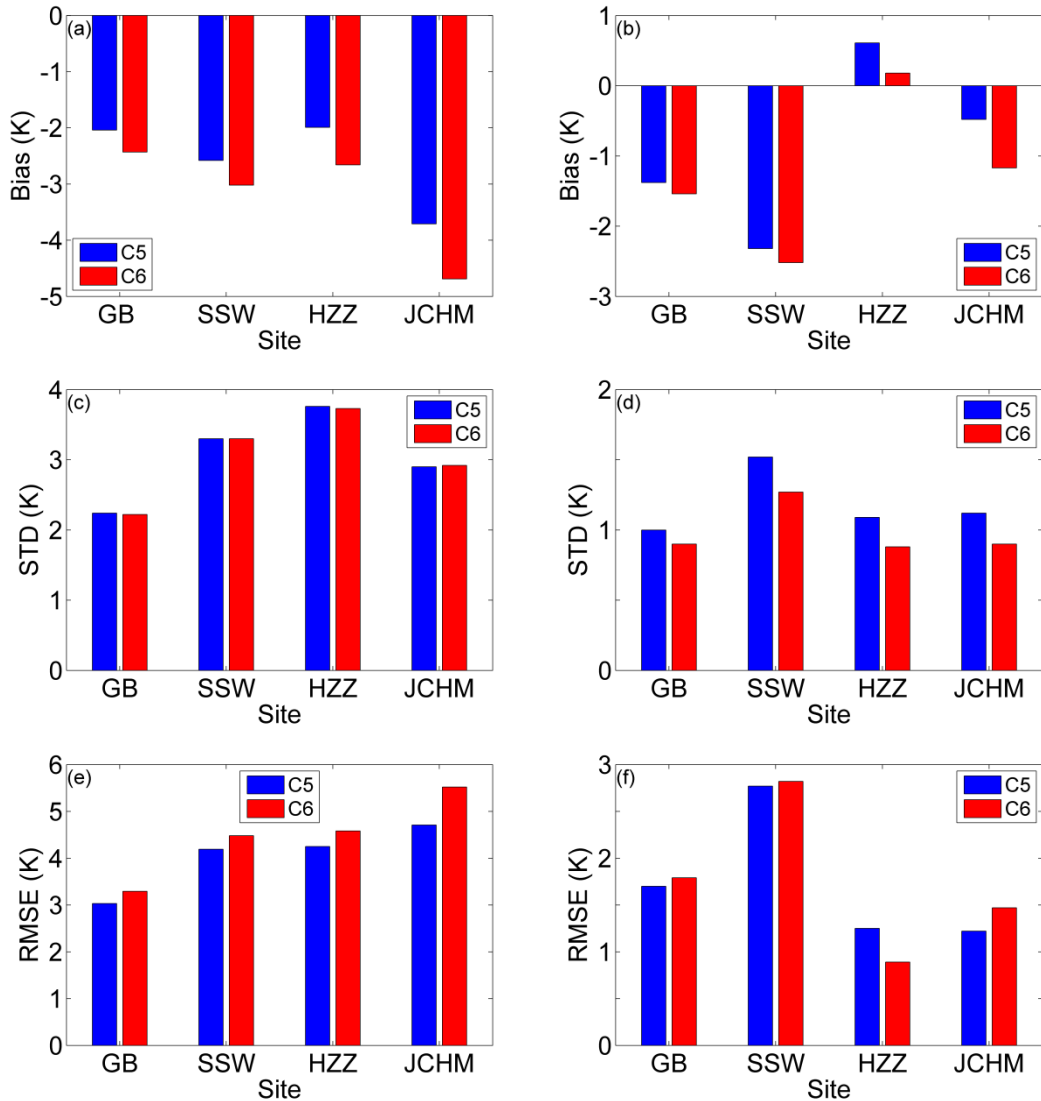 (a)
0
-1
-2
-3
-4
-5
Bias (K)
C5
C6
GB SSW HZZ JCHM
Site
(b)
1
0
-1
-2
-3
Bias (K)
C5
C6
GB SSW HZZ JCHM
Site
(c)
4
3
2
1
0
STD (K)
C5
C6
GB SSW HZZ JCHM
Site
(d)
2
1
0
STD (K)
C5
C6
GB SSW HZZ JCHM
Site
(e)
6
5
4
3
2
1
0
RMSE (K)
C5
C6
GB SSW HZZ JCHM
Site
(f)
3
2
1
0
RMSE (K)
C5
C6
GB SSW HZZ JCHM
Site